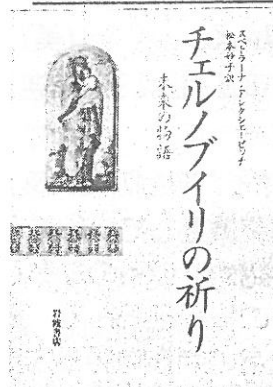 スベトラーナ・アレクシエービッチ
松本妙子訳
チェルノブイリの祈り
未来の物語
岩波書店